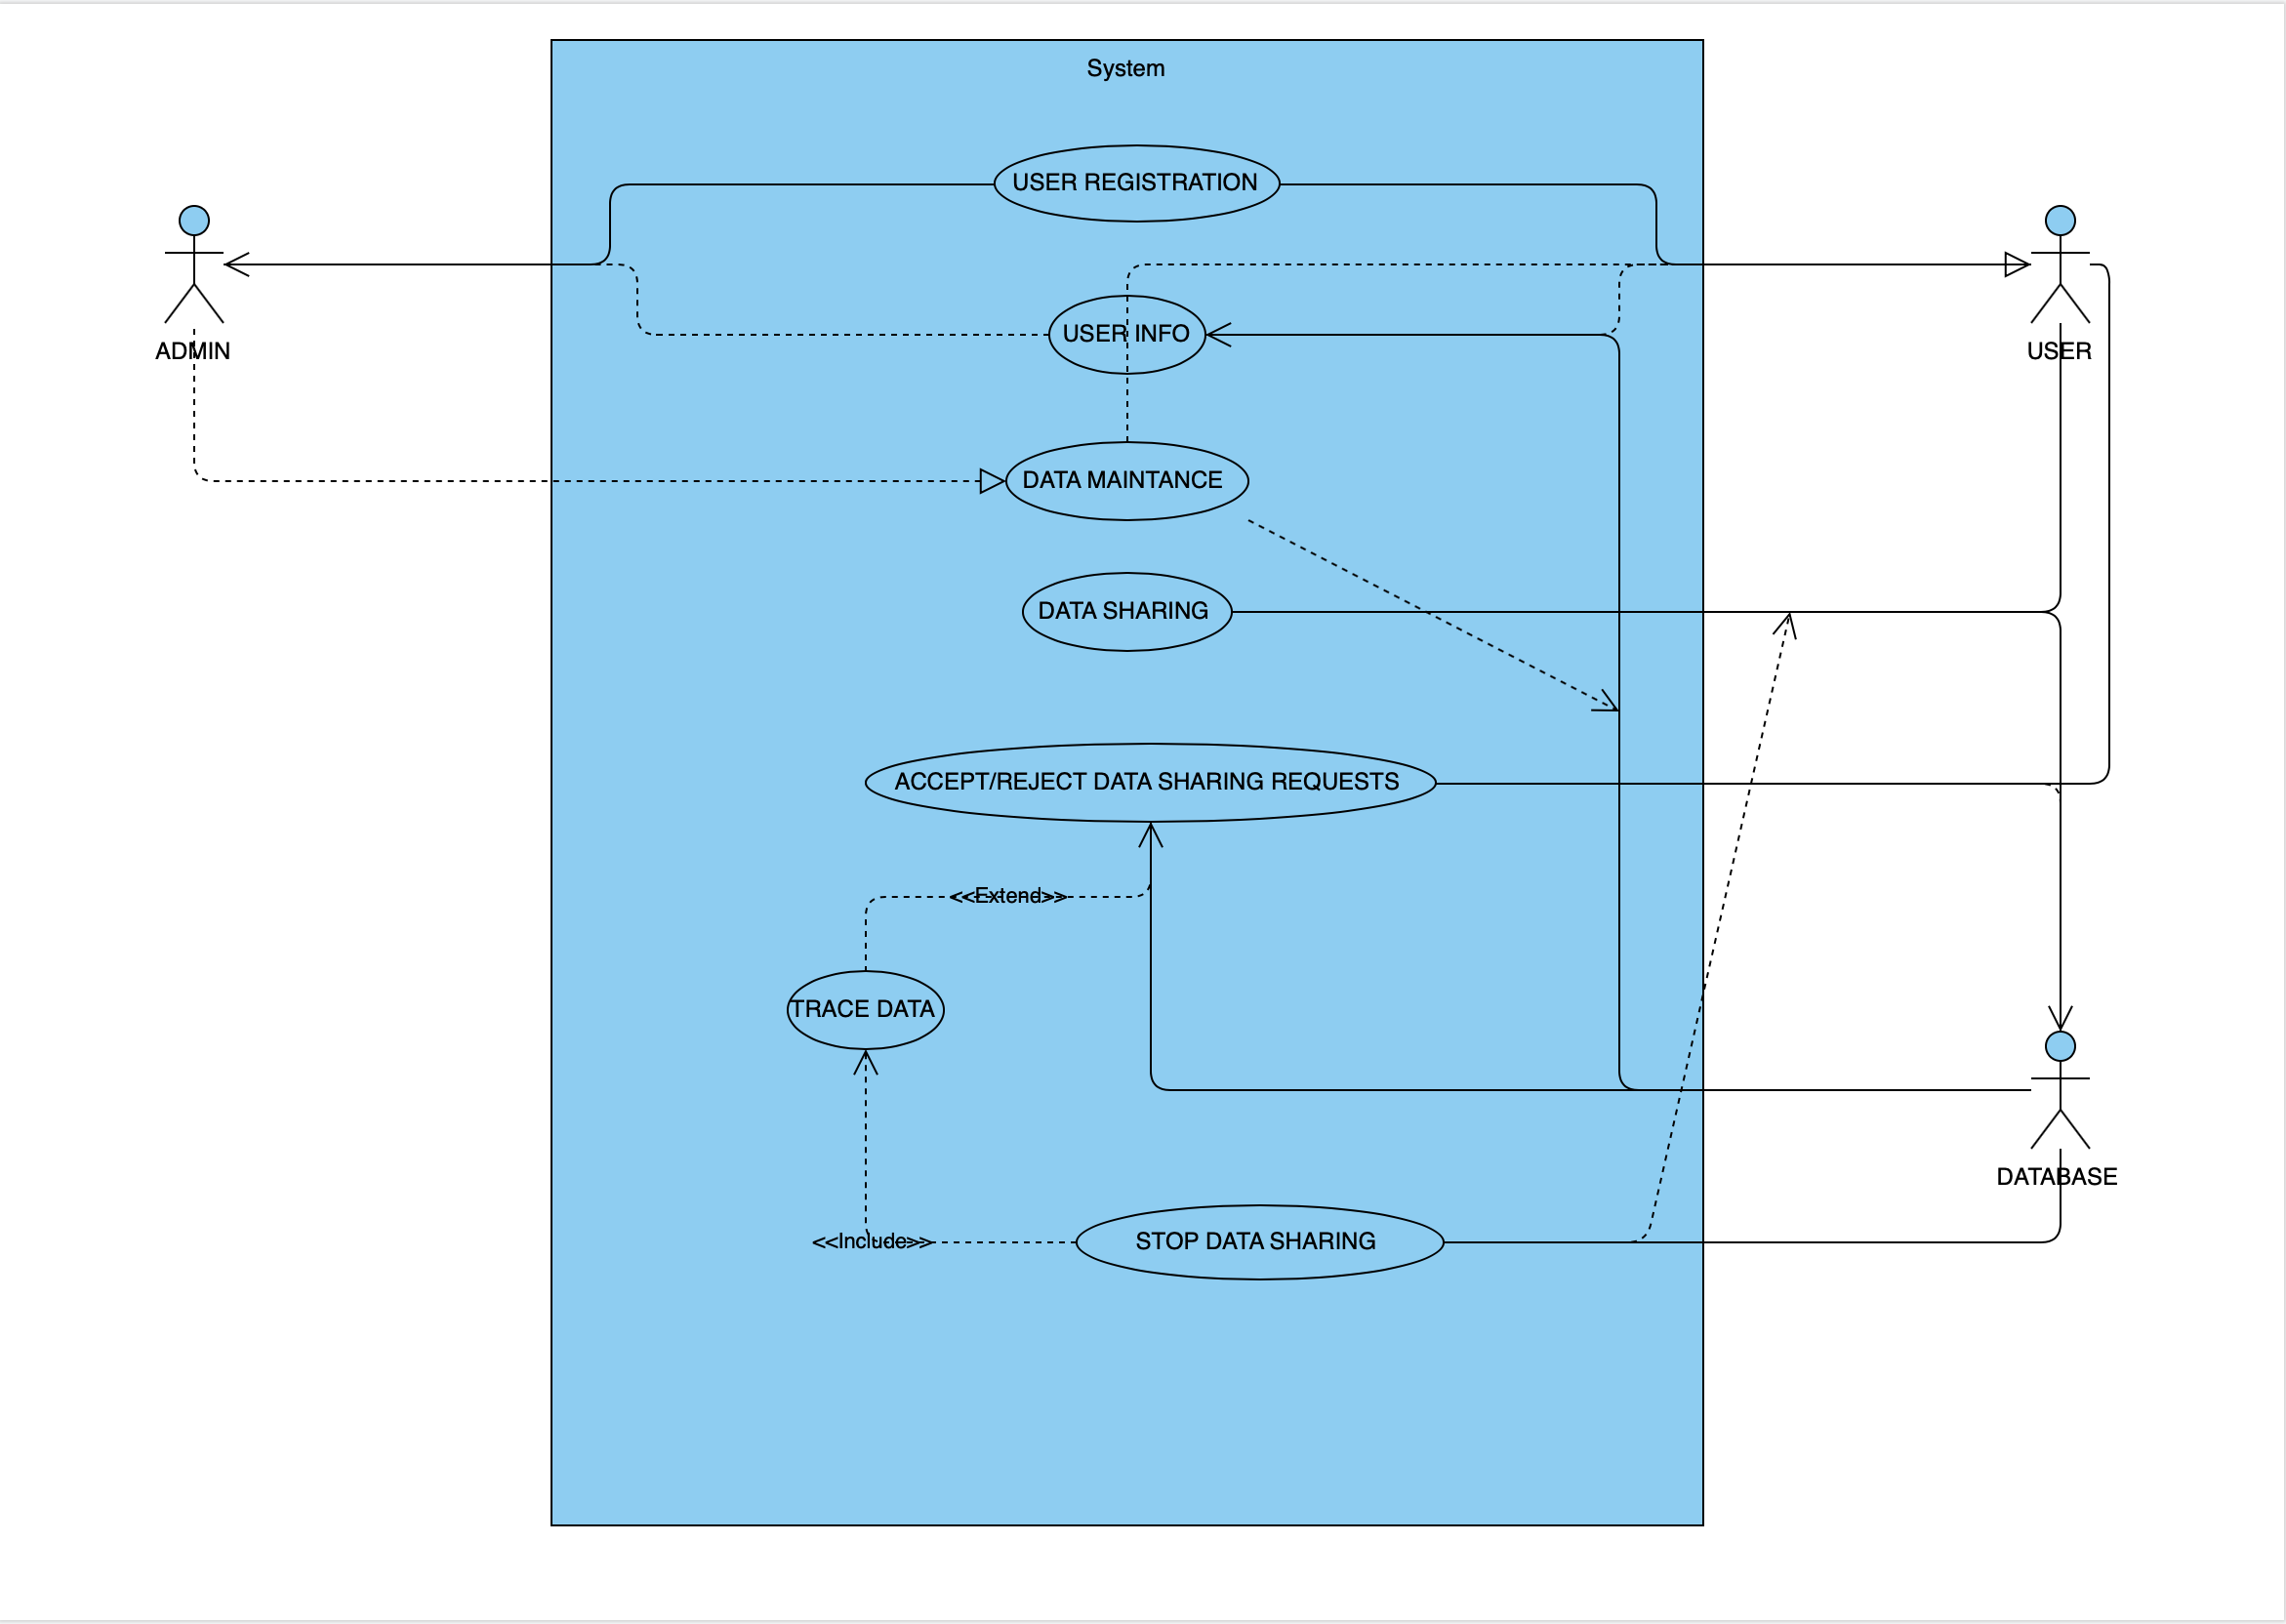 System
USER REGISTRATION
USER INFO
ADMIN
USER
DATA MAINTANCE
DATA SHARING
ACCEPT/REJECT DATA SHARING REQUESTS
<<Extend>>
TRACE DATA
DATABASE
<<Include>>
STOP DATA SHARING